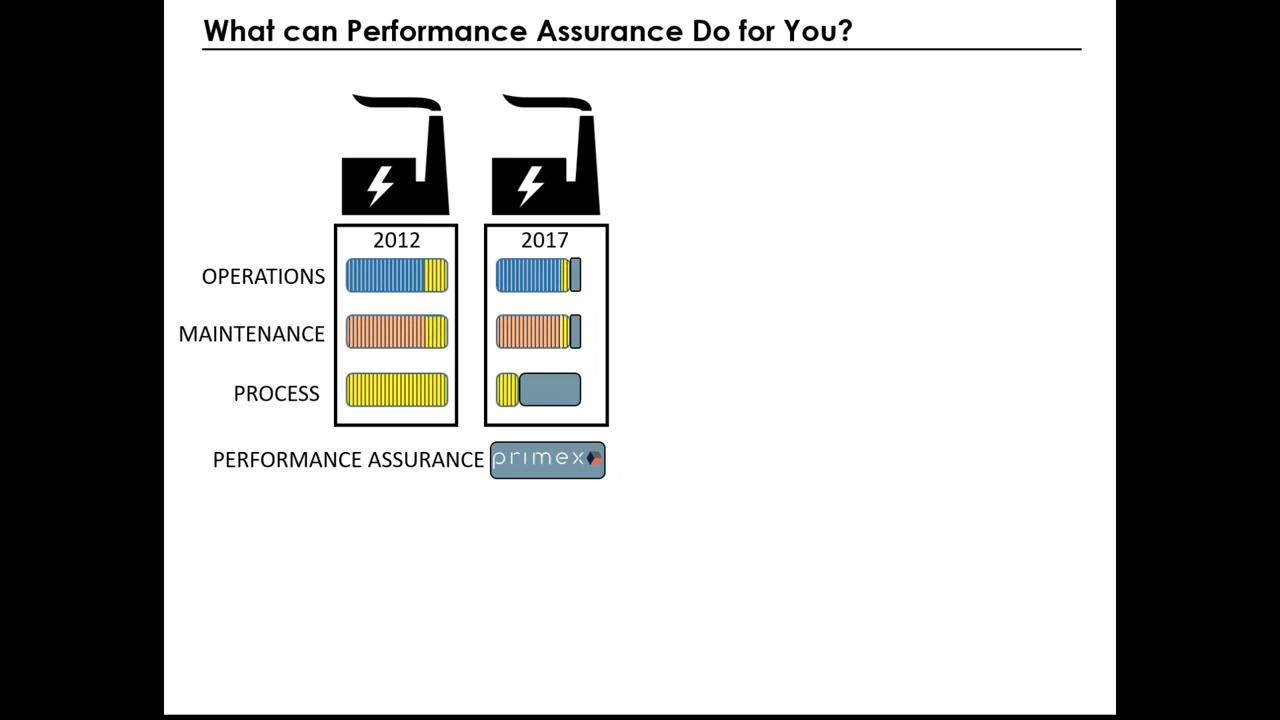 What can Performance Assurance Do for You?
2012 2017
OPERATIONS
MAINTENANCE
PROCESS
PERFORMANCE ASSURANCE primex